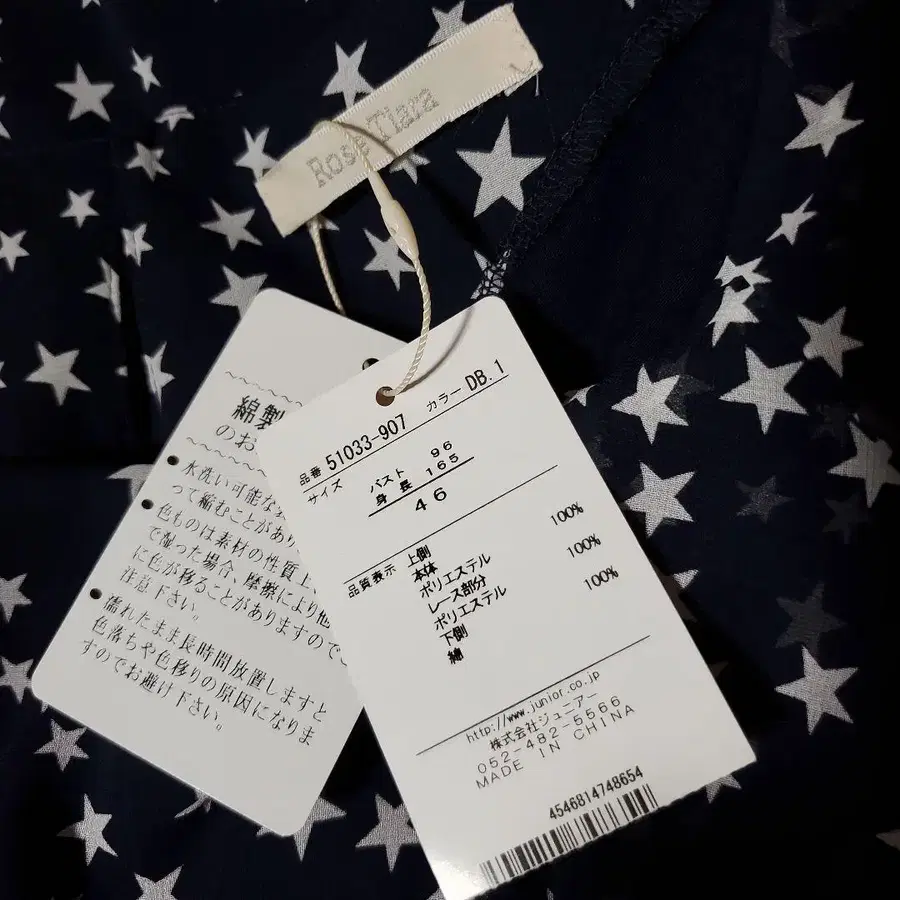 Rose Tiara
綿製
のお
水洗い可能な
って縮むことがあり
色ものは素材の性質上
で湿った場合、摩擦により他
に色が移ることがありますので
注意下さい。
濡れたまま長時間放置しますと
色落ちや色移りの原因になりま
すのでお避け下さい。
品番 51033-907 カラー DB.1
サイズ バスト 96
身長 165
46
品質表示 上側
本体
ポリエステル 100%
レース部分
ポリエステル 100%
下側
綿 100%
http://www.junior.co.jp
株式会社ジュニアー
052-482-5566
MADE IN CHINA
4546814748654